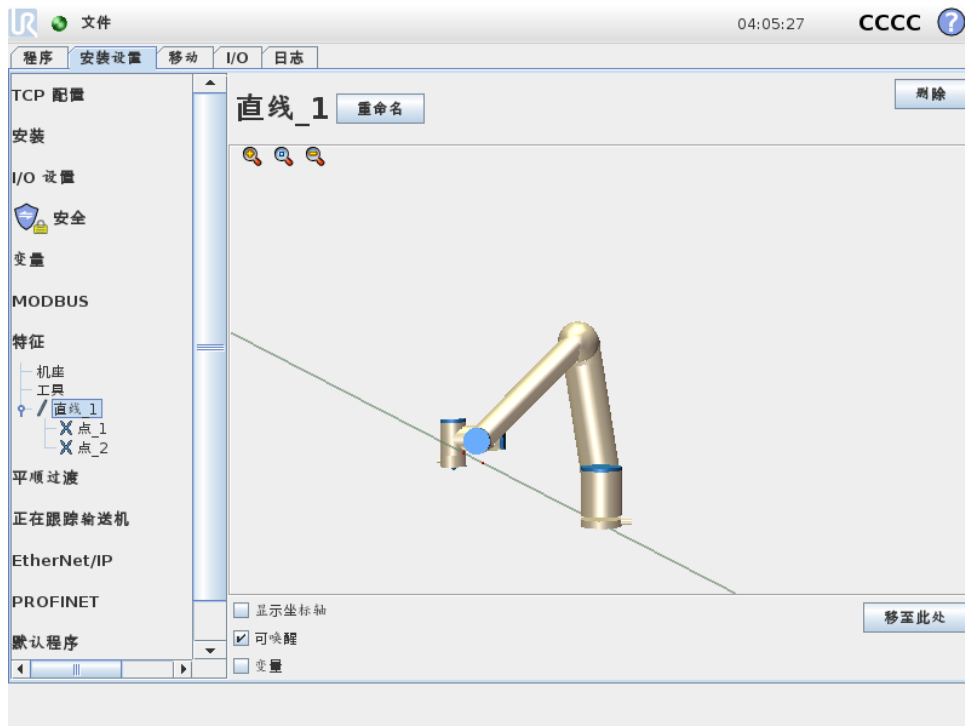 UR 文件 04:05:27 CCCC ?
程序 安装设置 移动 I/O 日志
TCP 配置
安装
I/O 设置
安全
变量
MODBUS
特征
机座
工具
直线_1
点_1
点_2
平顺过渡
正在跟踪输送机
EtherNet/IP
PROFINET
默认程序
直线_1 重命名 删除
显示坐标轴
可唤醒
变量
移至此处